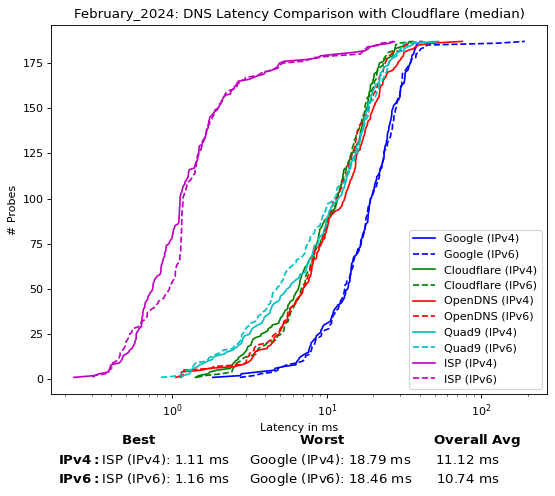 February_2024: DNS Latency Comparison with Cloudflare (median)
# Probes
175
150
125
100
75
50
25
0
10^0
10^1
10^2
Latency in ms
Google (IPv4)
Google (IPv6)
Cloudflare (IPv4)
Cloudflare (IPv6)
OpenDNS (IPv4)
OpenDNS (IPv6)
Quad9 (IPv4)
Quad9 (IPv6)
ISP (IPv4)
ISP (IPv6)
Best Worst Overall Avg
IPv4: ISP (IPv4): 1.11 ms Google (IPv4): 18.79 ms 11.12 ms
IPv6: ISP (IPv6): 1.16 ms Google (IPv6): 18.46 ms 10.74 ms